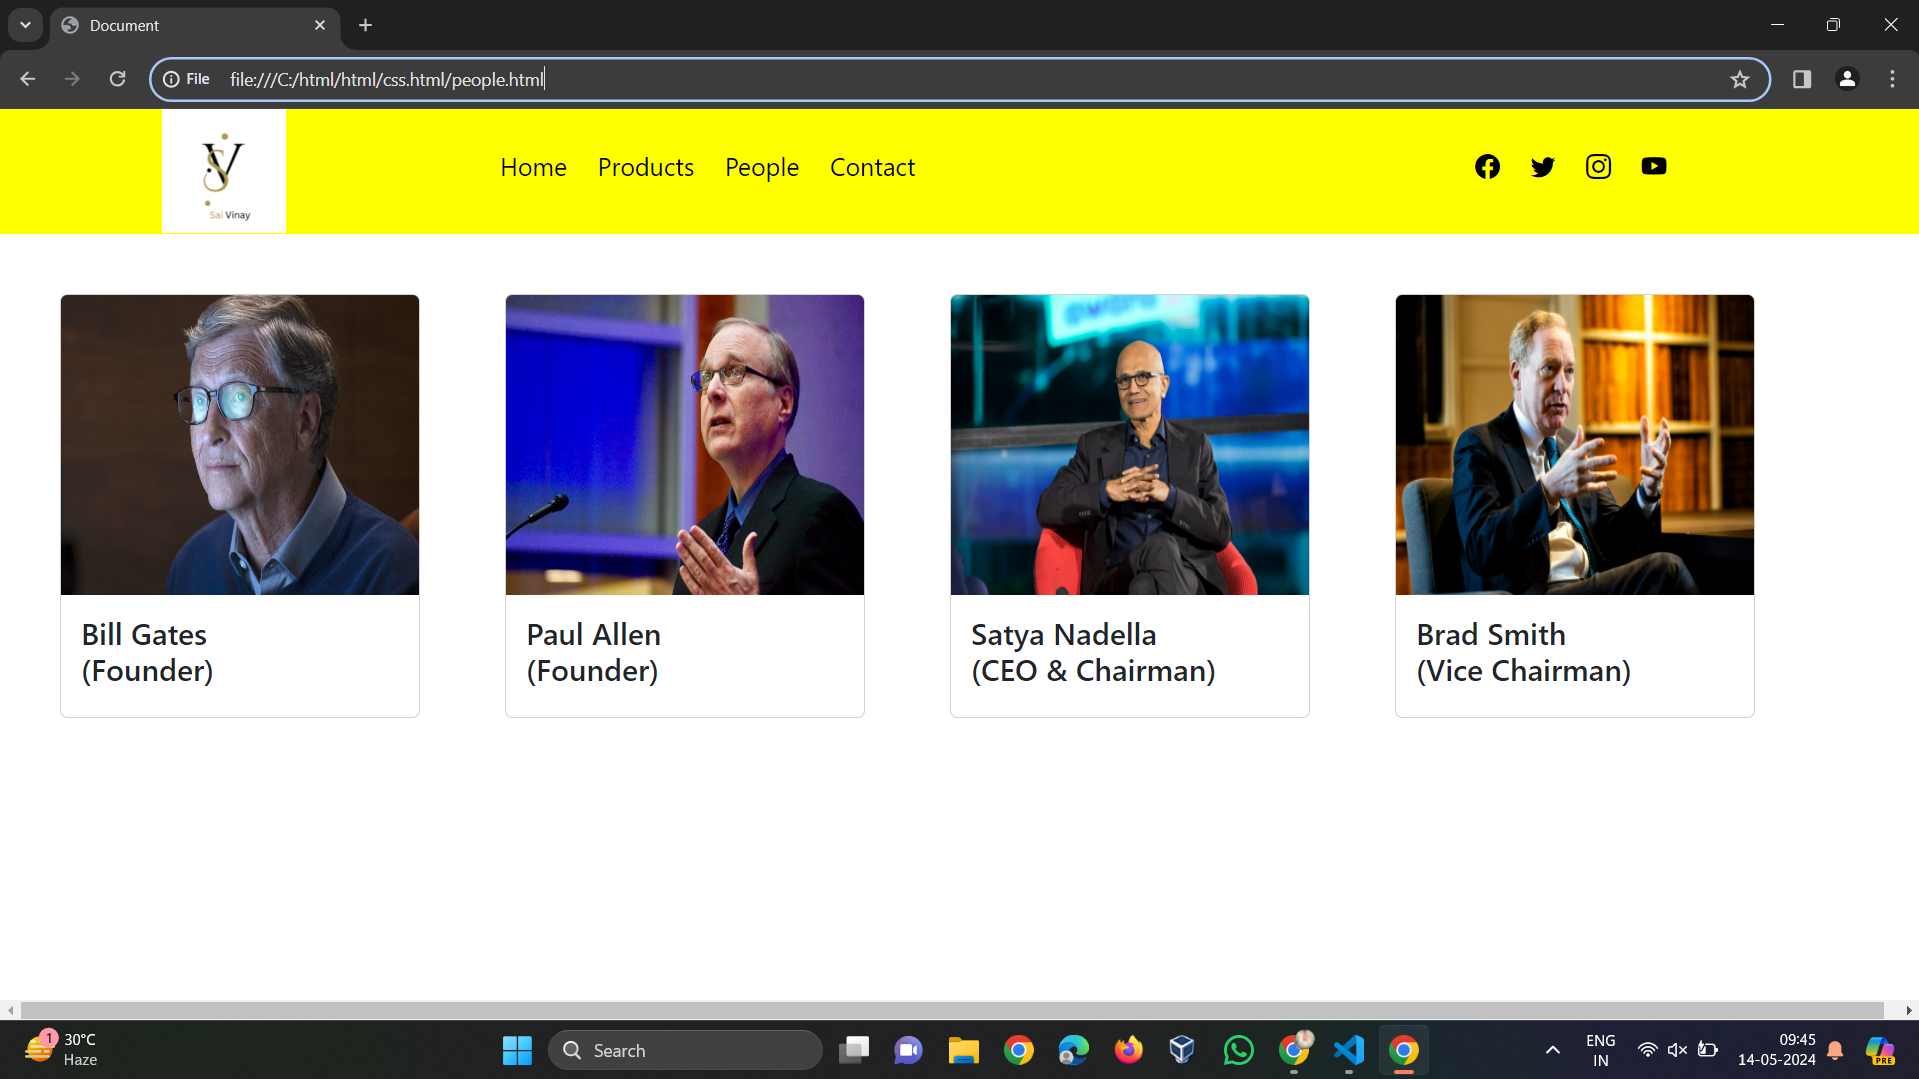 Document
File
file:///C:/html/html/css.html/people.html
SV
Sai Vinay
Home
Products
People
Contact
Bill Gates
(Founder)
Paul Allen
(Founder)
Satya Nadella
(CEO & Chairman)
Brad Smith
(Vice Chairman)
1
30°C
Haze
Search
ENG
IN
09:45
14-05-2024
PRE